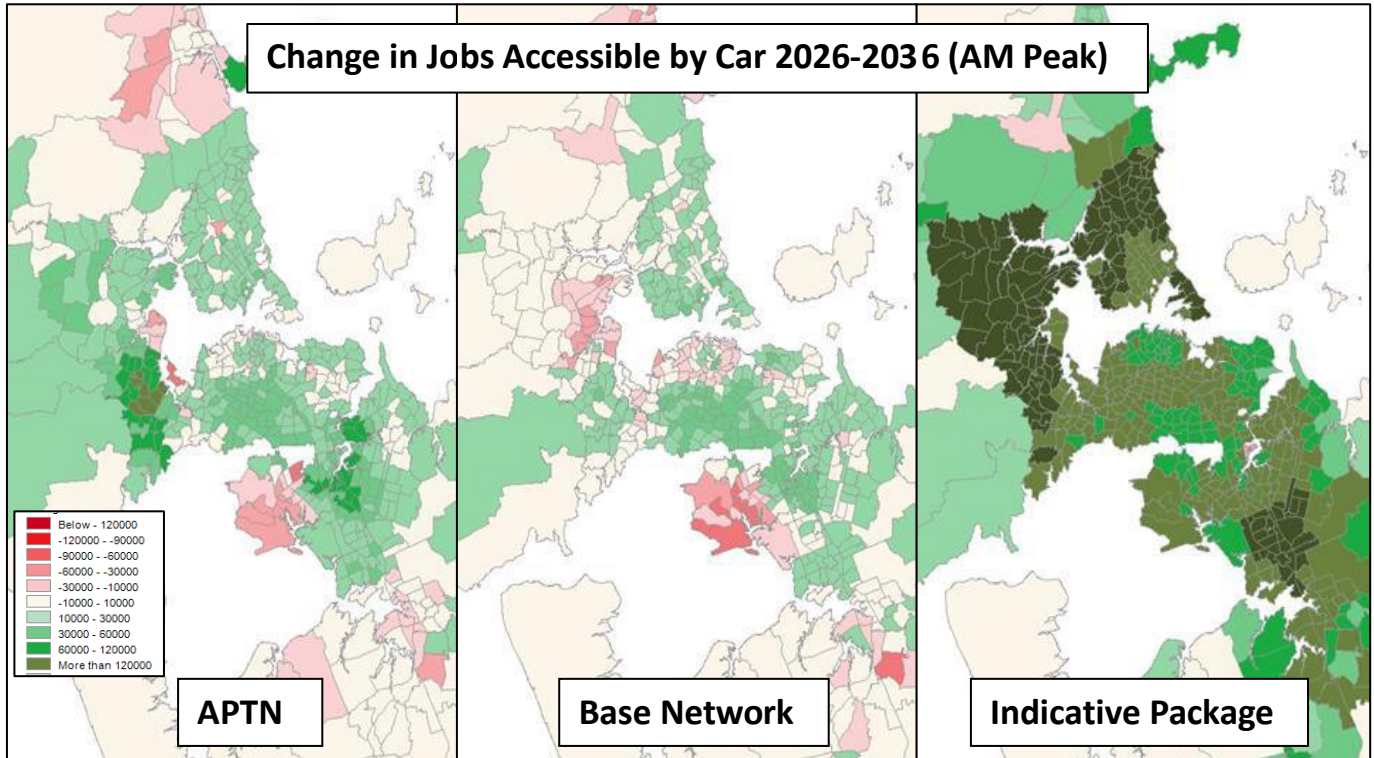 Change in Jobs Accessible by Car 2026-2036 (AM Peak)
Below - 120000
-120000 - -90000
-90000 - -60000
-60000 - -30000
-30000 - -10000
-10000 - 10000
10000 - 30000
30000 - 60000
60000 - 120000
More than 120000
APTN
Base Network
Indicative Package